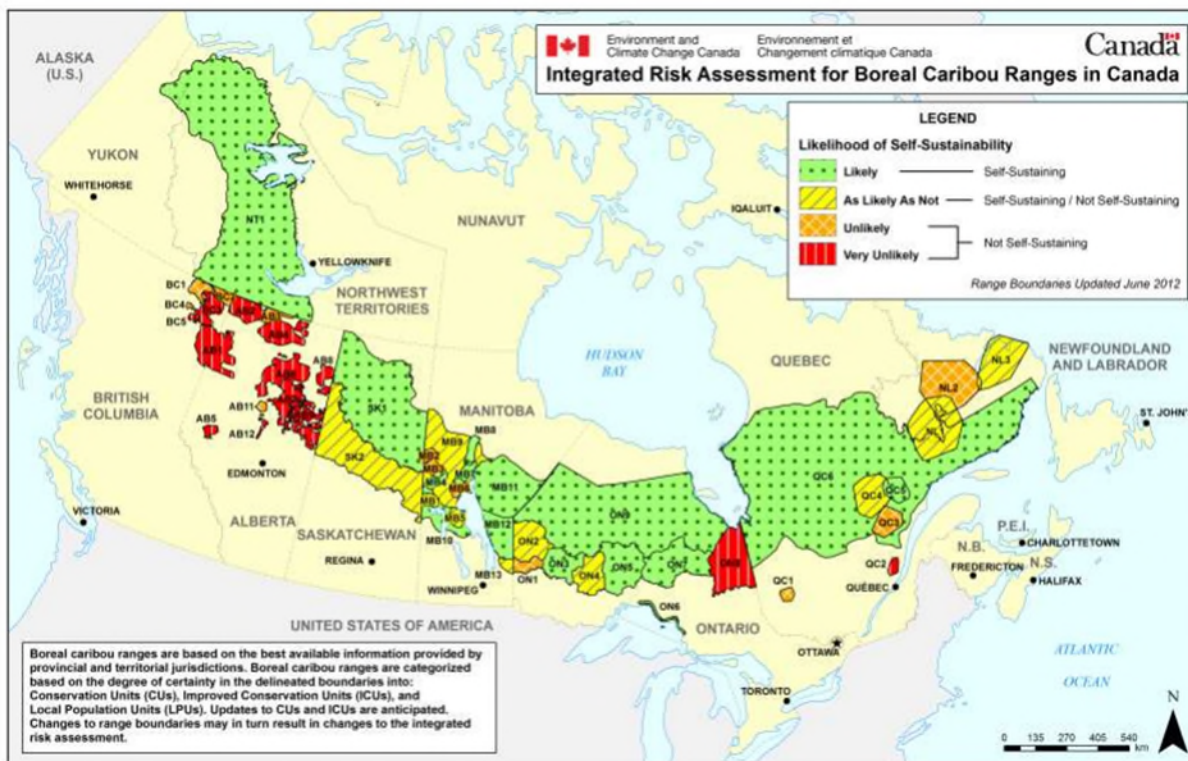 Environment and
Climate Change Canada
Environnement et
Changement climatique Canada
Canada
Integrated Risk Assessment for Boreal Caribou Ranges in Canada
LEGEND
Likelihood of Self-Sustainability
Likely
Self-Sustaining
As Likely As Not
Self-Sustaining / Not Self-Sustaining
Unlikely
Very Unlikely
Not Self-Sustaining
Range Boundaries Updated June 2012
ALASKA
(U.S.)
YUKON
WHITEHORSE
NUNAVUT
IQALUIT
NT1
YELLOWKNIFE
NORTHWEST
TERRITORIES
BC1
BC4
BC5
HUDSON
BAY
QUEBEC
NL3
NEWFOUNDLAND
AND LABRADOR
NL2
BRITISH
COLUMBIA
AB1
AB8
AB11
AB5
AB12
SK1
MANITOBA
MB8
MB9
MB2
MB3
MB4
MB6
MB11
ST. JOHN'
EDMONTON
SK2
MB1
MB5
MB12
ON9
QC6
QC4
QC5
QC3
VICTORIA
ALBERTA
SASKATCHEWAN
MB10
ON2
REGINA
MB13
WINNIPEG
ON1
ON3
ON4
ON5
ON7
ON6
QC1
QC2
QUÉBEC
P.E.I.
CHARLOTTETOWN
N.B.
FREDERICTON
N.S.
HALIFAX
UNITED STATES OF AMERICA
ONTARIO
OTTAWA
TORONTO
ATLANTIC
OCEAN
Boreal caribou ranges are based on the best available information provided by
provincial and territorial jurisdictions. Boreal caribou ranges are categorized
based on the degree of certainty in the delineated boundaries into:
Conservation Units (CUs), Improved Conservation Units (ICUs), and
Local Population Units (LPUs). Updates to CUs and ICUs are anticipated.
Changes to range boundaries may in turn result in changes to the integrated
risk assessment.
N
0 135 270 405 540
km